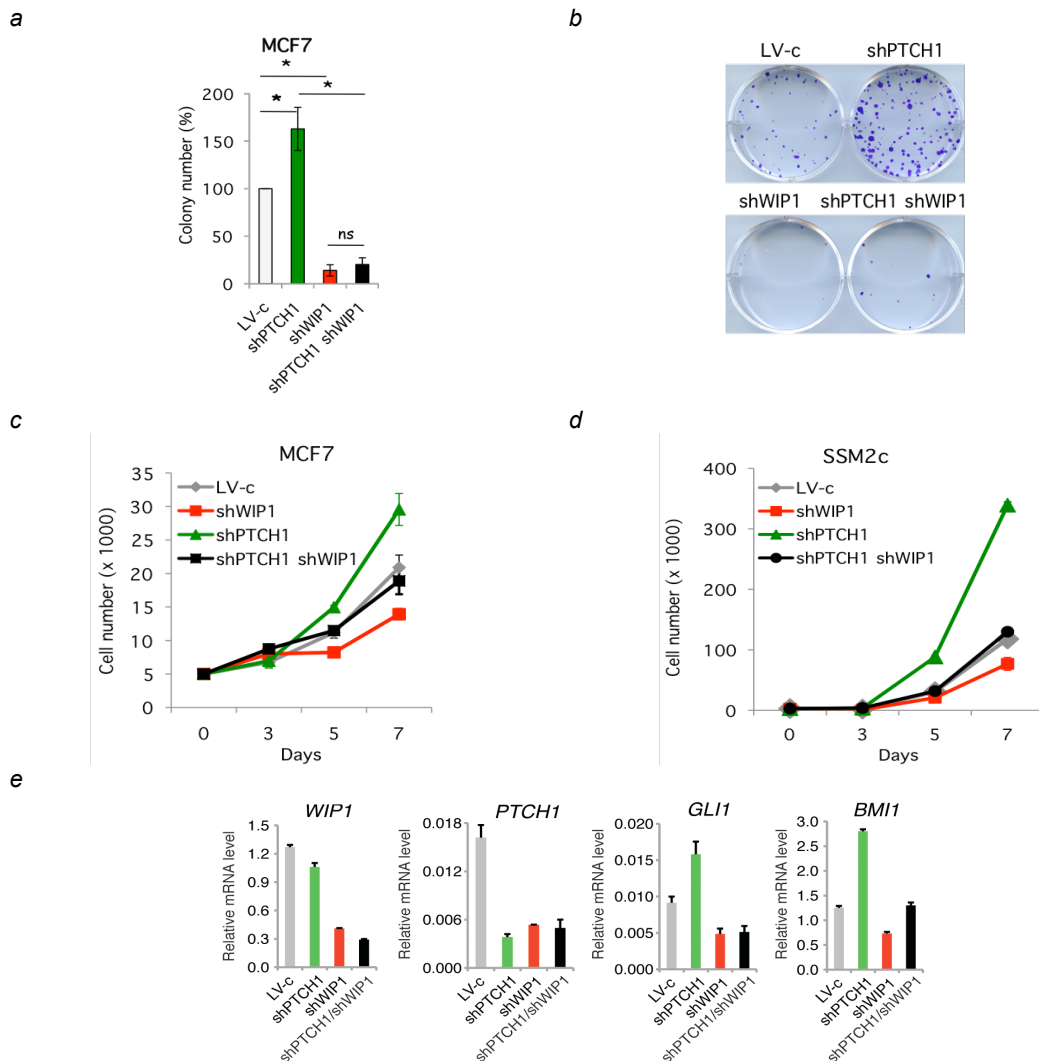 a
MCF7
*
*
*
ns
Colony number (%)
200
150
100
50
0
LV-c
shPTCH1
shWIP1
shPTCH1 shWIP1
b
LV-c shPTCH1
shWIP1 shPTCH1 shWIP1
c
MCF7
LV-c
shWIP1
shPTCH1
shPTCH1 shWIP1
Cell number (x 1000)
35
30
25
20
15
10
5
0
0 3 5 7
Days
d
SSM2c
LV-c
shWIP1
shPTCH1
shPTCH1 shWIP1
Cell number (x 1000)
400
300
200
100
0
0 3 5 7
Days
e
WIP1
Relative mRNA level
1.5
1.2
0.9
0.6
0.3
0.0
LV-c
shPTCH1
shWIP1
shPTCH1/shWIP1
PTCH1
Relative mRNA level
0.018
0.012
0.006
0.000
LV-c
shPTCH1
shWIP1
shPTCH1/shWIP1
GLI1
Relative mRNA level
0.020
0.015
0.010
0.005
0.000
LV-c
shPTCH1
shWIP1
shPTCH1/shWIP1
BMI1
Relative mRNA level
3.0
2.5
2.0
1.5
1.0
0.5
0.0
LV-c
shPTCH1
shWIP1
shPTCH1/shWIP1